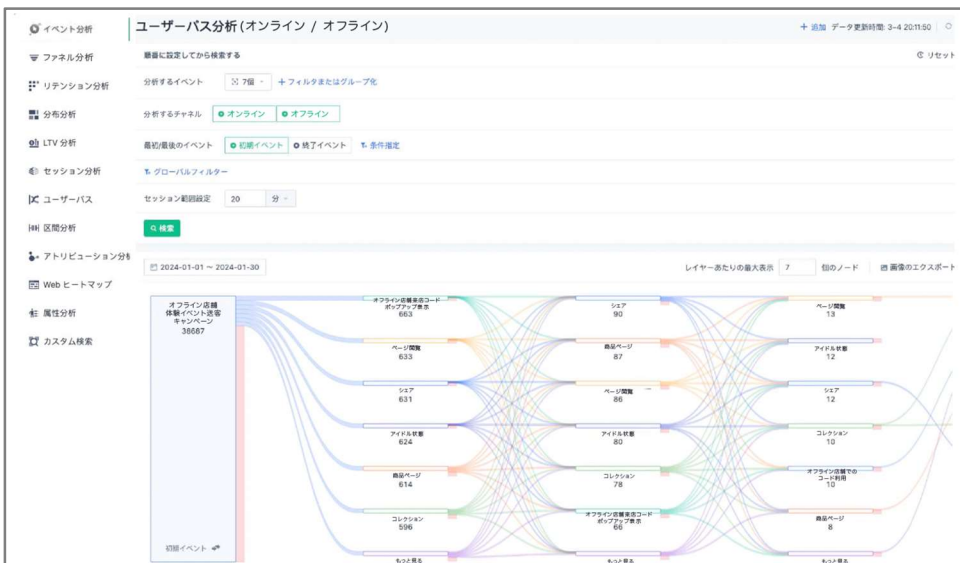 イベント分析
ファネル分析
リテンション分析
分布分析
LTV 分析
セッション分析
ユーザーパス
区間分析
アトリビューション分析
Web ヒートマップ
属性分析
カスタム検索
ユーザーパス分析(オンライン / オフライン)
+ 追加 データ更新時間: 3-4 20:11:50
順番に設定してから検索する
リセット
分析するイベント 7個 +フィルタまたはグループ化
分析するチャネル オンライン オフライン
最初/最後のイベント 初期イベント 終了イベント 条件指定
グローバルフィルター
セッション範囲設定 20 分
検索
2024-01-01 ~ 2024-01-30
レイヤーあたりの最大表示 7 個のノード 画像のエクスポート
オフライン店舗
体験イベント送客
キャンペーン
38687
初期イベント
オフライン店舗来店コード
ポップアップ表示
663
ページ閲覧
633
シェア
631
アイドル状態
624
商品ページ
614
コレクション
596
もっと見る
シェア
90
商品ページ
87
ページ閲覧
86
アイドル状態
80
コレクション
78
オフライン店舗来店コード
ポップアップ表示
66
もっと見る
ページ閲覧
13
アイドル状態
12
シェア
12
コレクション
10
オフライン店舗での
コード利用
10
商品ページ
8
もっと見る